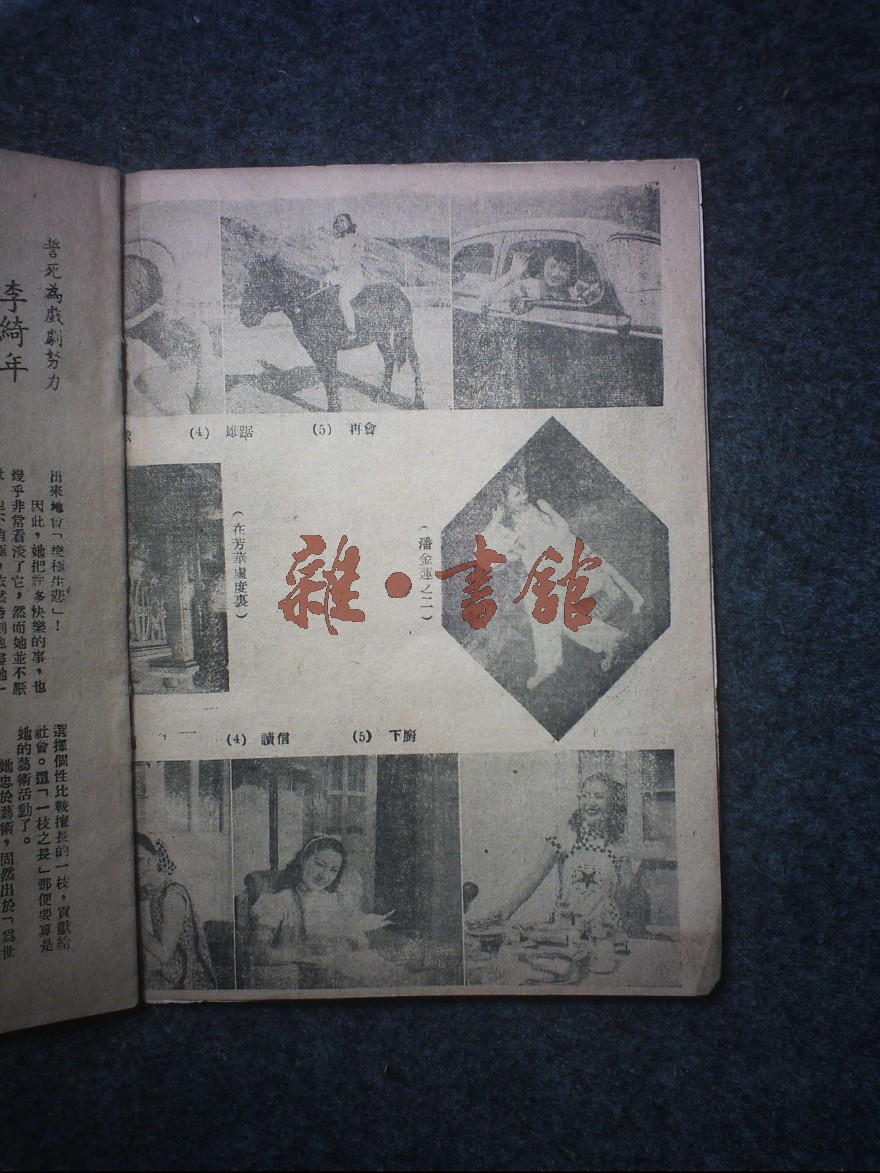 誓死為戲劇努力
李綺年
出來地會「樂極生悲」！
因此，她把許多快樂的事，也
幾乎非常看淡了它，然而她並不厭
選擇個性比較擅長的一枝，貢獻給
社會。這「一枝之長」那便要算是
她的藝術活動了。
她忠於藝術，固然出於「為世
(4) 雄踞
(5) 再會
(潘金蓮之二)
(在芳華虛度裏)
雜·書館
(4) 讀信
(5) 下廚